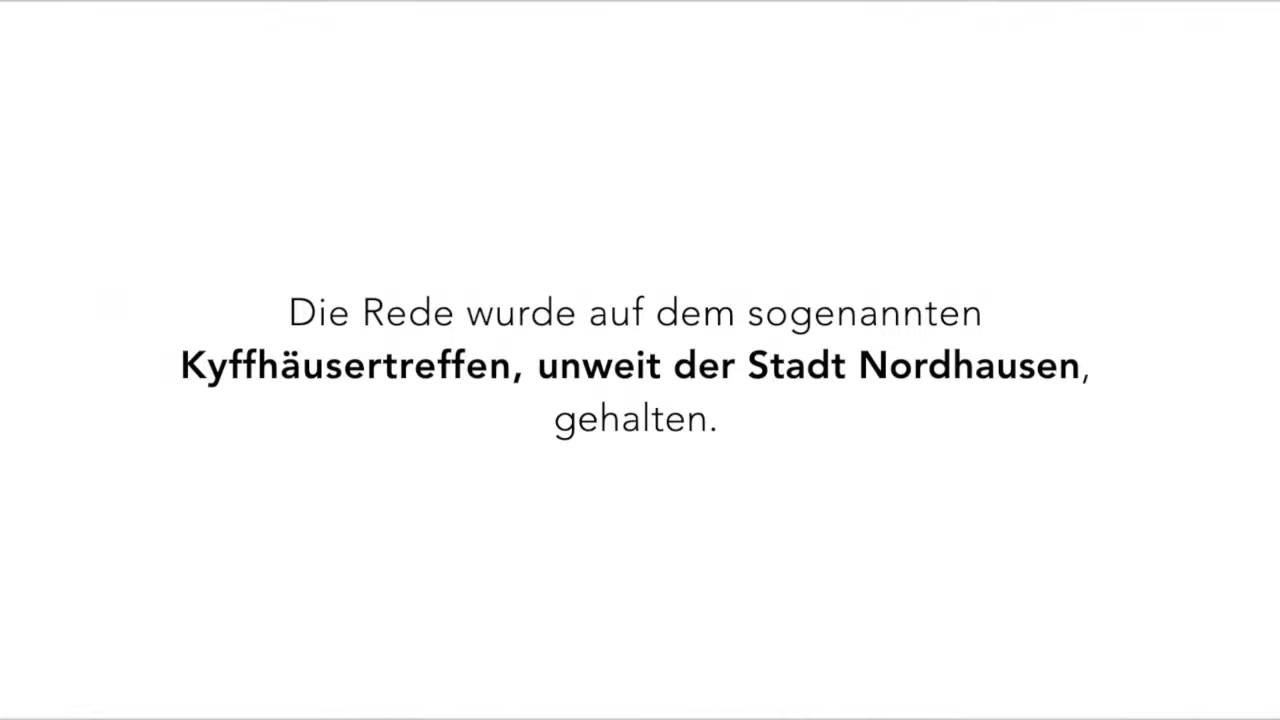 Die Rede wurde auf dem sogenannten
Kyffhäusertreffen, unweit der Stadt Nordhausen,
gehalten.